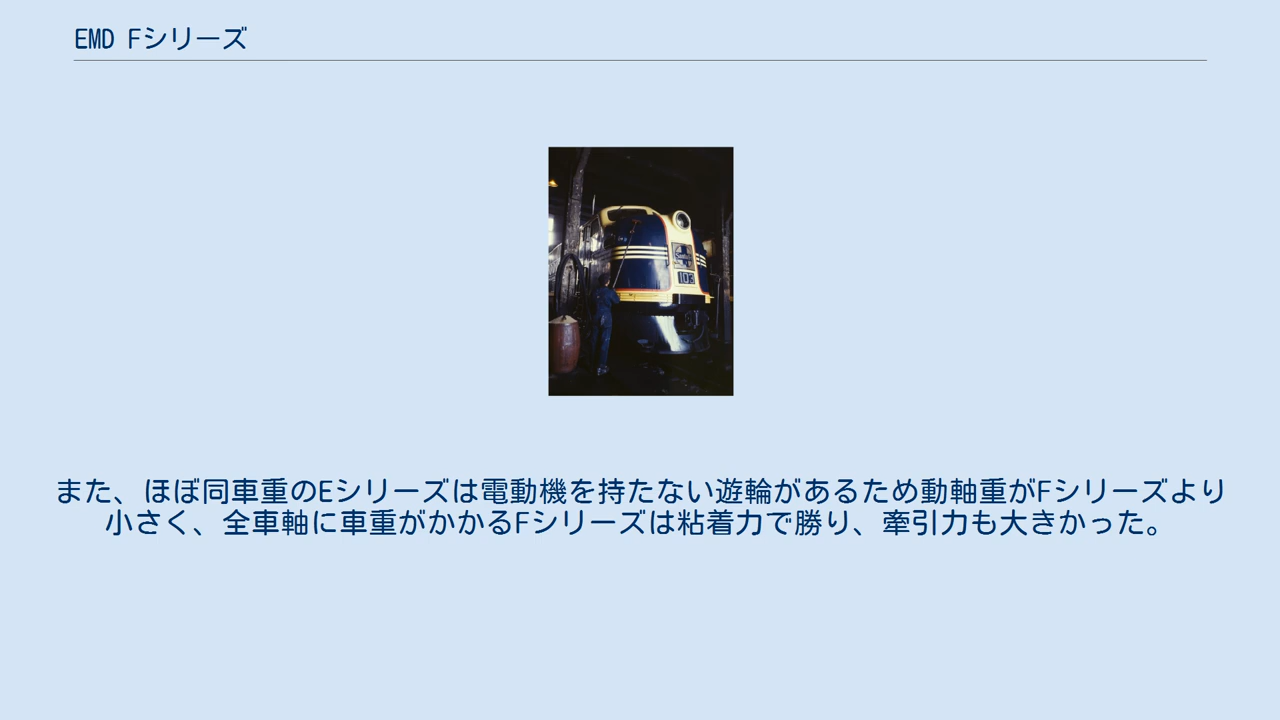 EMD Fシリーズ
103
また、ほぼ同車重のEシリーズは電動機を持たない遊輪があるため動軸重がFシリーズより
小さく、全車軸に車重がかかるFシリーズは粘着力で勝り、牽引力も大きかった。